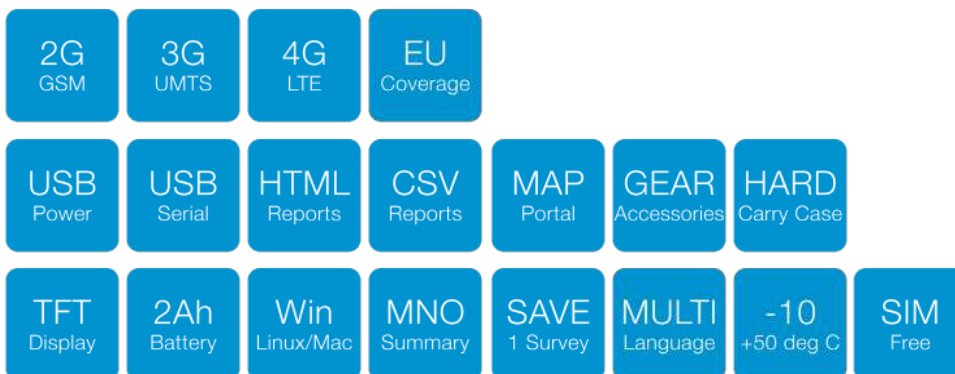 2G 3G 4G EU
GSM UMTS LTE Coverage
USB USB HTML CSV MAP GEAR HARD
Power Serial Reports Reports Portal Accessories Carry Case
TFT 2Ah Win MNO SAVE MULTI -10 SIM
Display Battery Linux/Mac Summary 1 Survey Language +50 deg C Free